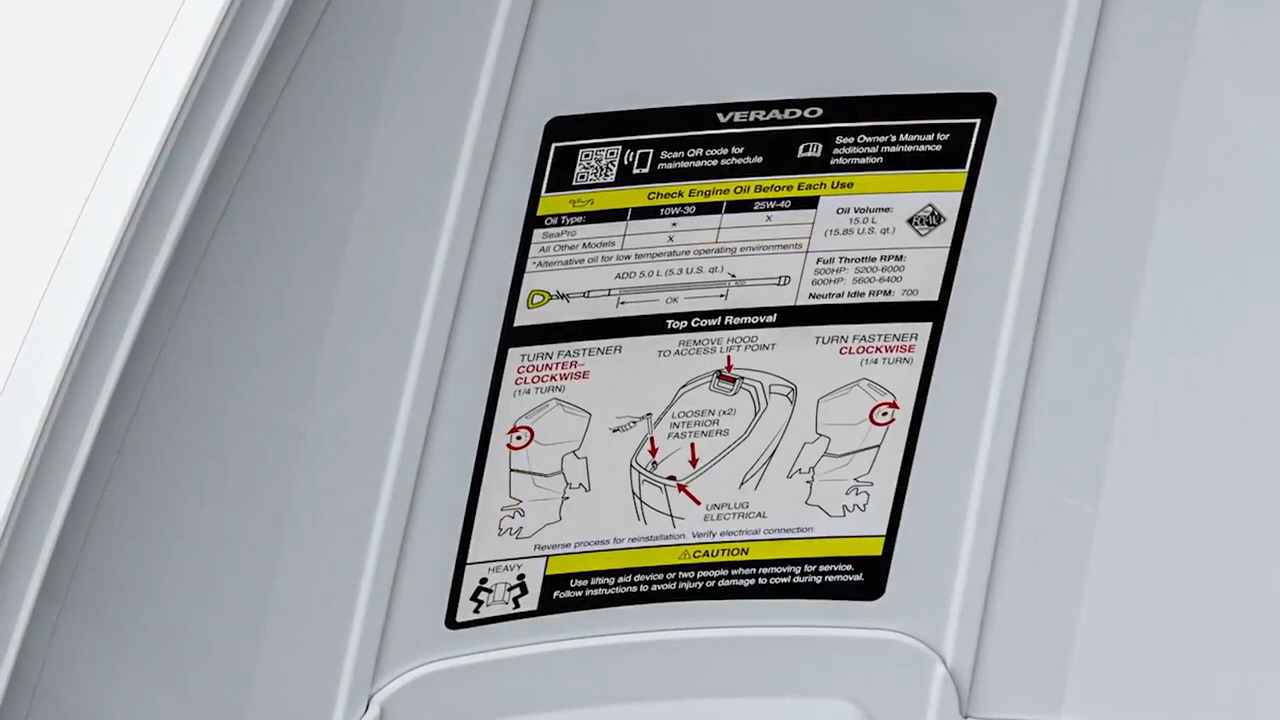 VERADO
Scan QR code for
maintenance schedule
See Owner's Manual for
additional maintenance
information
Check Engine Oil Before Each Use
Oil Type: 10W-30 25W-40
SeaPro * X
All Other Models X
*Alternative oil for low temperature operating environments
ADD 5.0 L (5.3 U.S. qt.)
ADD
OK
Oil Volume:
15.0 L
(15.85 U.S. qt.)
FC-W
Full Throttle RPM:
500HP: 5200-6000
600HP: 5600-6400
Neutral Idle RPM: 700
Top Cowl Removal
TURN FASTENER
COUNTER-
CLOCKWISE
(1/4 TURN)
REMOVE HOOD
TO ACCESS LIFT POINT
TURN FASTENER
CLOCKWISE
(1/4 TURN)
LOOSEN (x2)
INTERIOR
FASTENERS
UNPLUG
ELECTRICAL
Reverse process for reinstallation. Verify electrical connection.
HEAVY
CAUTION
Use lifting aid device or two people when removing for service.
Follow instructions to avoid injury or damage to cowl during removal.